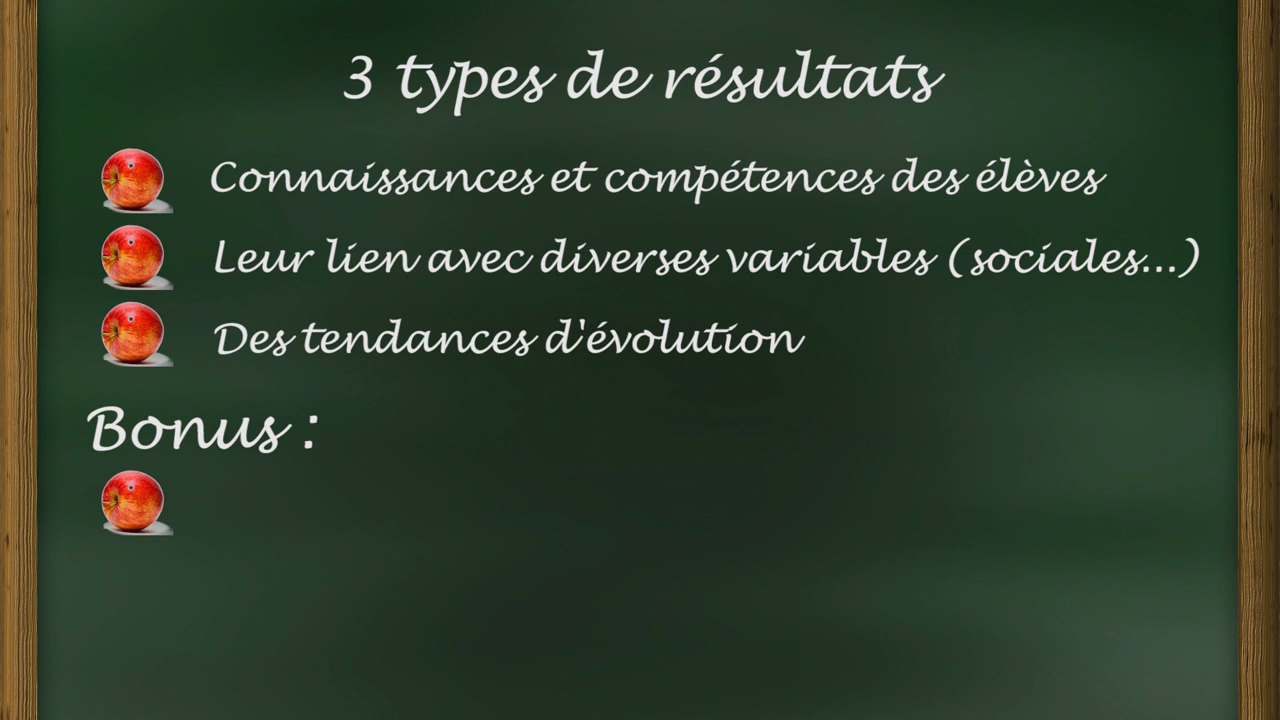 3 types de résultats
Connaissances et compétences des élèves
Leur lien avec diverses variables (sociales...)
Des tendances d'évolution
Bonus :